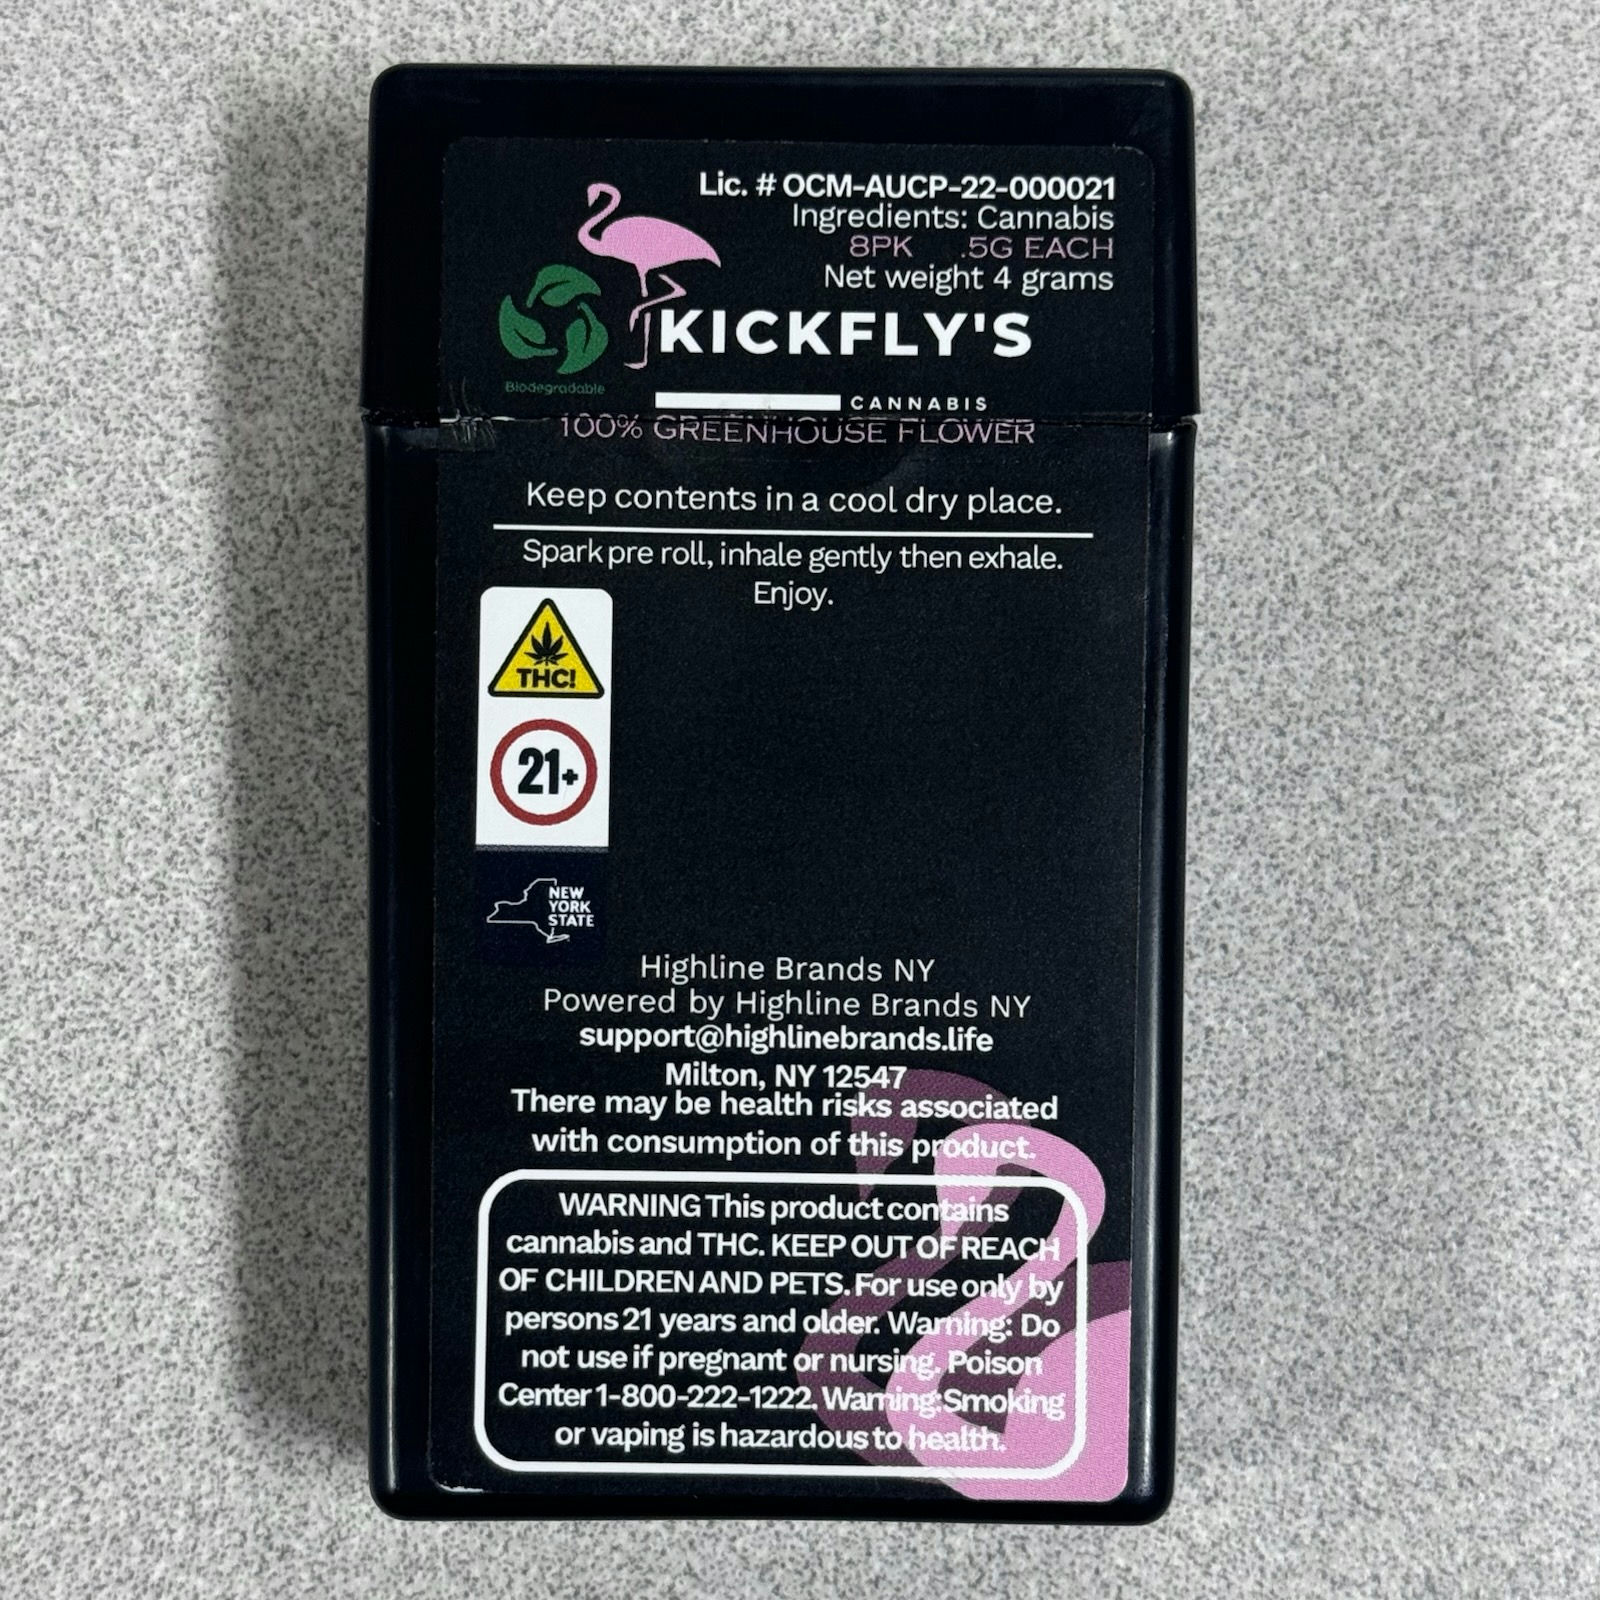 Lic. # OCM-AUCP-22-000021
Ingredients: Cannabis
8PK .5G EACH
Net weight 4 grams
Biodegradable
KICKFLY'S
CANNABIS
100% GREENHOUSE FLOWER
Keep contents in a cool dry place.
Spark pre roll, inhale gently then exhale.
Enjoy.
THC!
21+
NEW
YORK
STATE
Highline Brands NY
Powered by Highline Brands NY
support@highlinebrands.life
Milton, NY 12547
There may be health risks associated
with consumption of this product.
WARNING This product contains
cannabis and THC. KEEP OUT OF REACH
OF CHILDREN AND PETS. For use only by
persons 21 years and older. Warning: Do
not use if pregnant or nursing. Poison
Center 1-800-222-1222. Warning:Smoking
or vaping is hazardous to health.